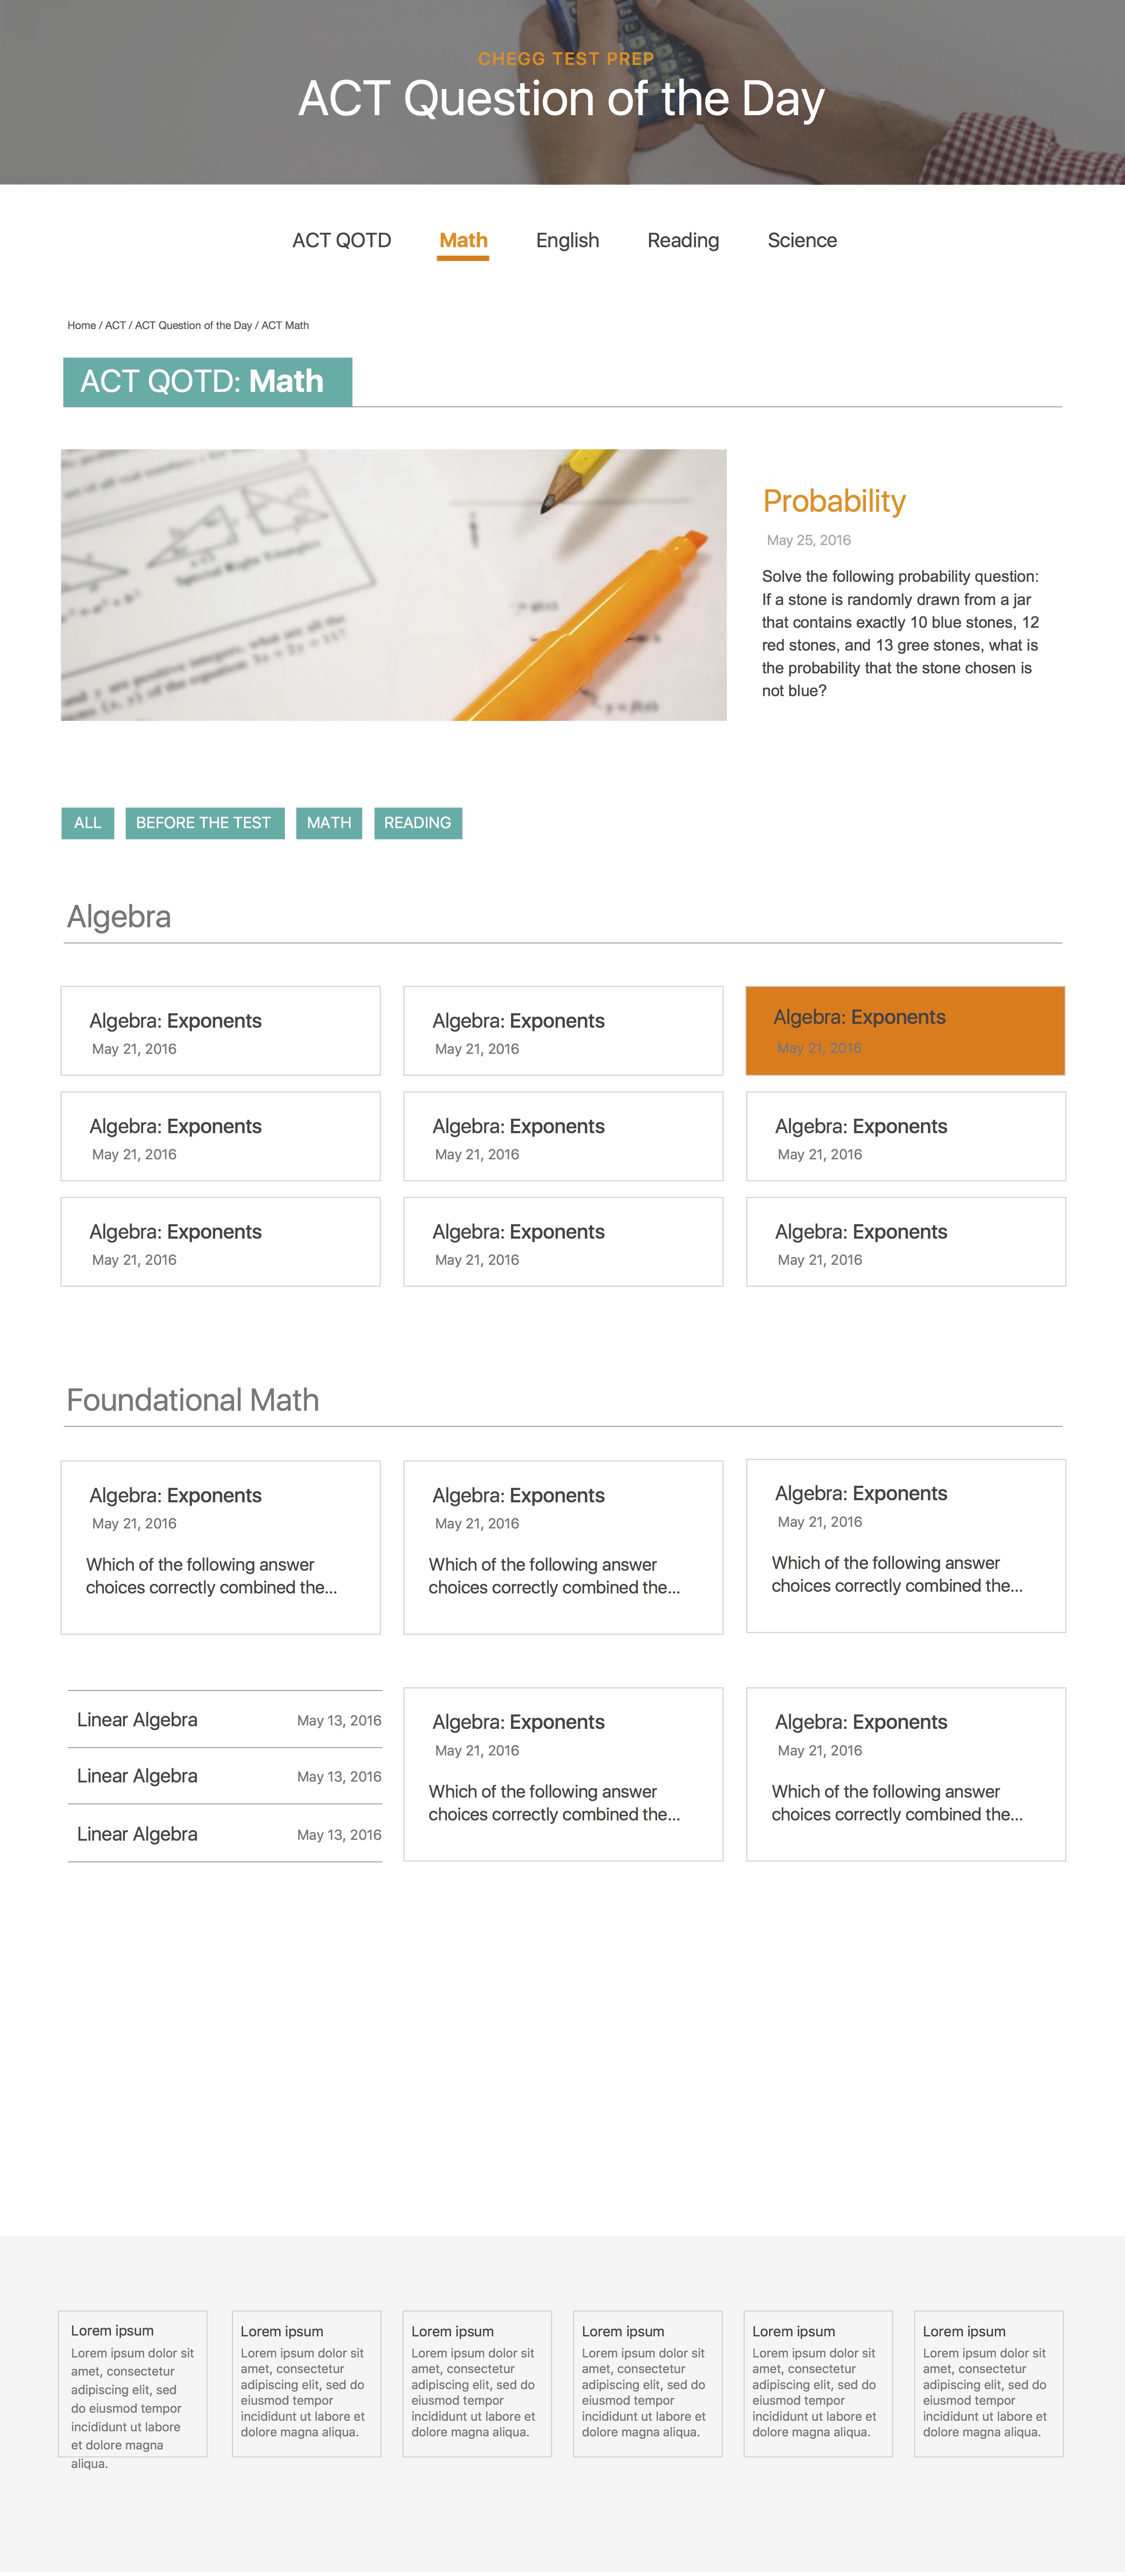 CHEGG TEST PREP
ACT Question of the Day
ACT QOTD Math English Reading Science
Home / ACT / ACT Question of the Day / ACT Math
ACT QOTD: Math
Special Right Triangles
and y are positive integers, what are all the
of the equation 3x + 2y = 11?
Probability
May 25, 2016
Solve the following probability question:
If a stone is randomly drawn from a jar
that contains exactly 10 blue stones, 12
red stones, and 13 gree stones, what is
the probability that the stone chosen is
not blue?
ALL BEFORE THE TEST MATH READING
Algebra
Algebra: Exponents
May 21, 2016
Algebra: Exponents
May 21, 2016
Algebra: Exponents
May 21, 2016
Algebra: Exponents
May 21, 2016
Algebra: Exponents
May 21, 2016
Algebra: Exponents
May 21, 2016
Algebra: Exponents
May 21, 2016
Algebra: Exponents
May 21, 2016
Algebra: Exponents
May 21, 2016
Foundational Math
Algebra: Exponents
May 21, 2016
Which of the following answer
choices correctly combined the...
Algebra: Exponents
May 21, 2016
Which of the following answer
choices correctly combined the...
Algebra: Exponents
May 21, 2016
Which of the following answer
choices correctly combined the...
Linear Algebra May 13, 2016
Linear Algebra May 13, 2016
Linear Algebra May 13, 2016
Algebra: Exponents
May 21, 2016
Which of the following answer
choices correctly combined the...
Algebra: Exponents
May 21, 2016
Which of the following answer
choices correctly combined the...
Lorem ipsum
Lorem ipsum dolor sit
amet, consectetur
adipiscing elit, sed
do eiusmod tempor
incididunt ut labore
et dolore magna
aliqua.
Lorem ipsum
Lorem ipsum dolor sit
amet, consectetur
adipiscing elit, sed do
eiusmod tempor
incididunt ut labore et
dolore magna aliqua.
Lorem ipsum
Lorem ipsum dolor sit
amet, consectetur
adipiscing elit, sed do
eiusmod tempor
incididunt ut labore et
dolore magna aliqua.
Lorem ipsum
Lorem ipsum dolor sit
amet, consectetur
adipiscing elit, sed do
eiusmod tempor
incididunt ut labore et
dolore magna aliqua.
Lorem ipsum
Lorem ipsum dolor sit
amet, consectetur
adipiscing elit, sed do
eiusmod tempor
incididunt ut labore et
dolore magna aliqua.
Lorem ipsum
Lorem ipsum dolor sit
amet, consectetur
adipiscing elit, sed do
eiusmod tempor
incididunt ut labore et
dolore magna aliqua.